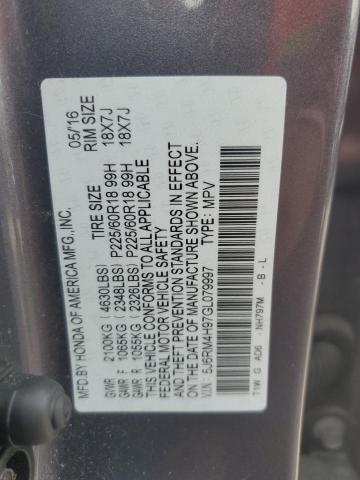 MFD.BY HONDA OF AMERICA MFG.,INC. 05/16
TIRE SIZE RIM SIZE
GVWR 2100KG (4630LBS)
GAWR F 1065KG (2348LBS) P225/60R18 99H 18X7J
GAWR R 1055KG (2326LBS) P225/60R18 99H 18X7J
THIS VEHICLE CONFORMS TO ALL APPLICABLE
FEDERAL MOTOR VEHICLE SAFETY
AND THEFT PREVENTION STANDARDS IN EFFECT
ON THE DATE OF MANUFACTURE SHOWN ABOVE.
V.I.N: 5J6RM4H97GL079997 TYPE: MPV
T1W G AD6 NH797M - B - L